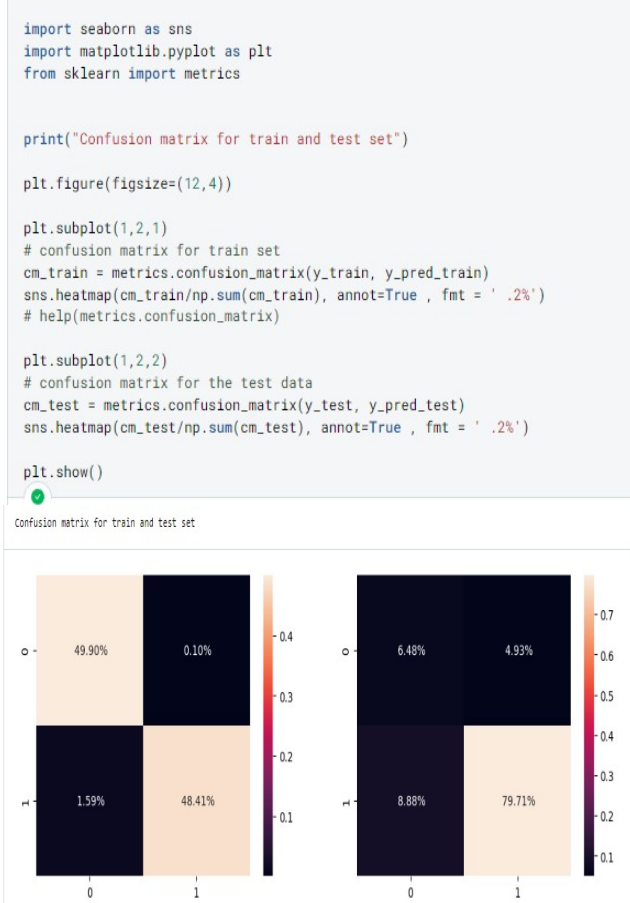 import seaborn as sns
import matplotlib.pyplot as plt
from sklearn import metrics
print("Confusion matrix for train and test set")
plt.figure(figsize=(12,4))
plt.subplot(1,2,1)
# confusion matrix for train set
cm_train = metrics.confusion_matrix(y_train, y_pred_train)
sns.heatmap(cm_train/np.sum(cm_train), annot=True , fmt = ' .2%')
# help(metrics.confusion_matrix)
plt.subplot(1,2,2)
# confusion matrix for the test data
cm_test = metrics.confusion_matrix(y_test, y_pred_test)
sns.heatmap(cm_test/np.sum(cm_test), annot=True , fmt = ' .2%')
plt.show()
Confusion matrix for train and test set
0
49.90%
0.10%
1
1.59%
48.41%
0
1
0.4
0.3
0.2
0.1
0
6.48%
4.93%
1
8.88%
79.71%
0
1
0.7
0.6
0.5
0.4
0.3
0.2
0.1